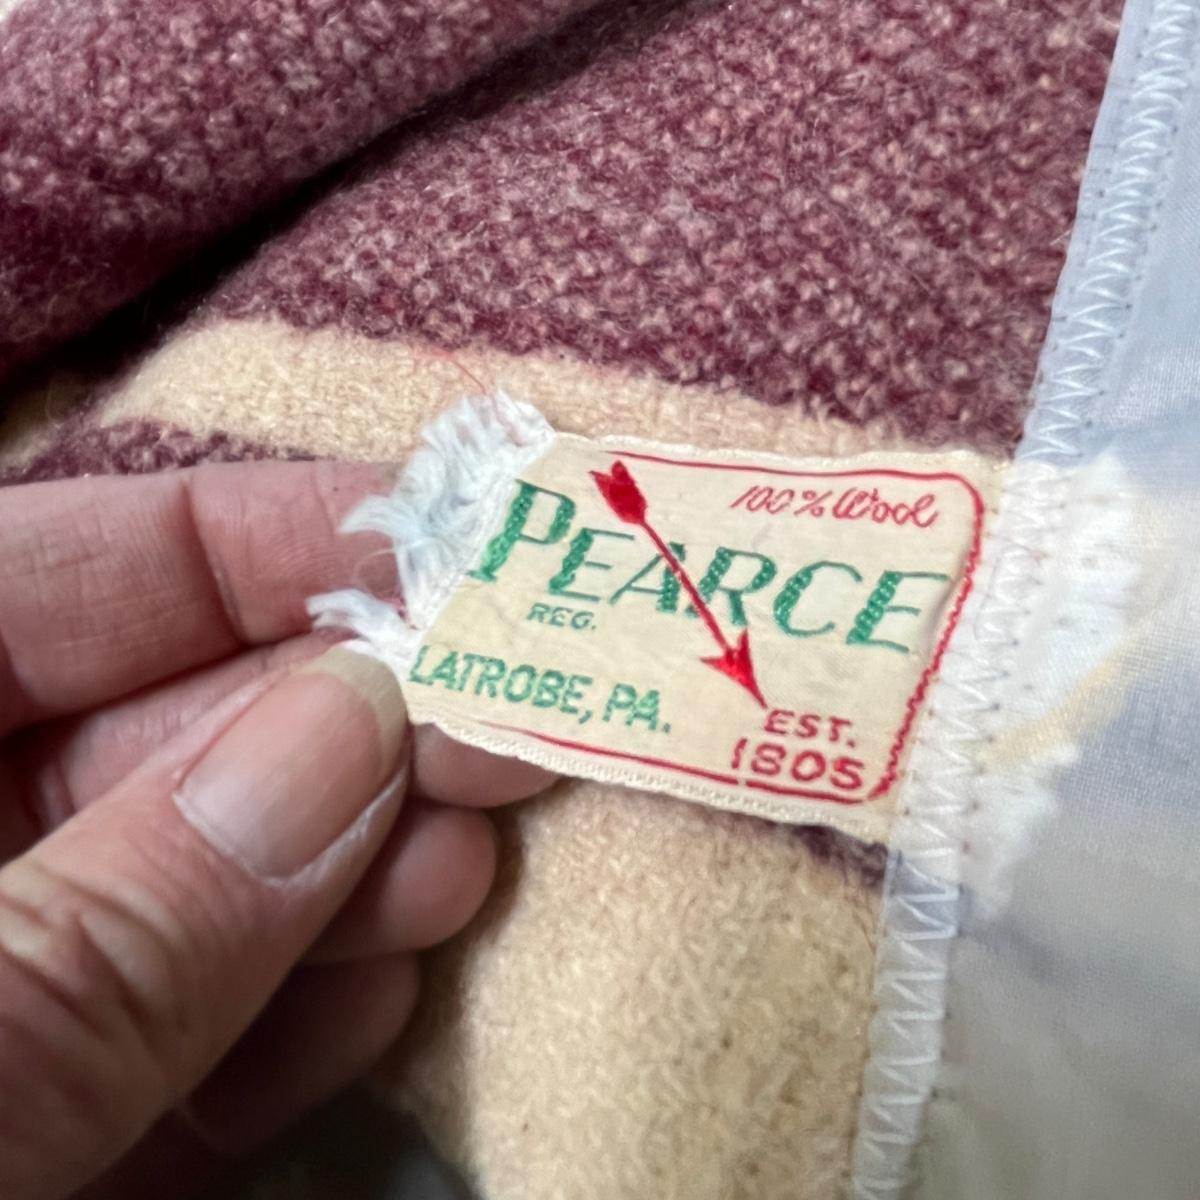 100% Wool
PEARCE
REG.
LATROBE, PA.
EST.
1805